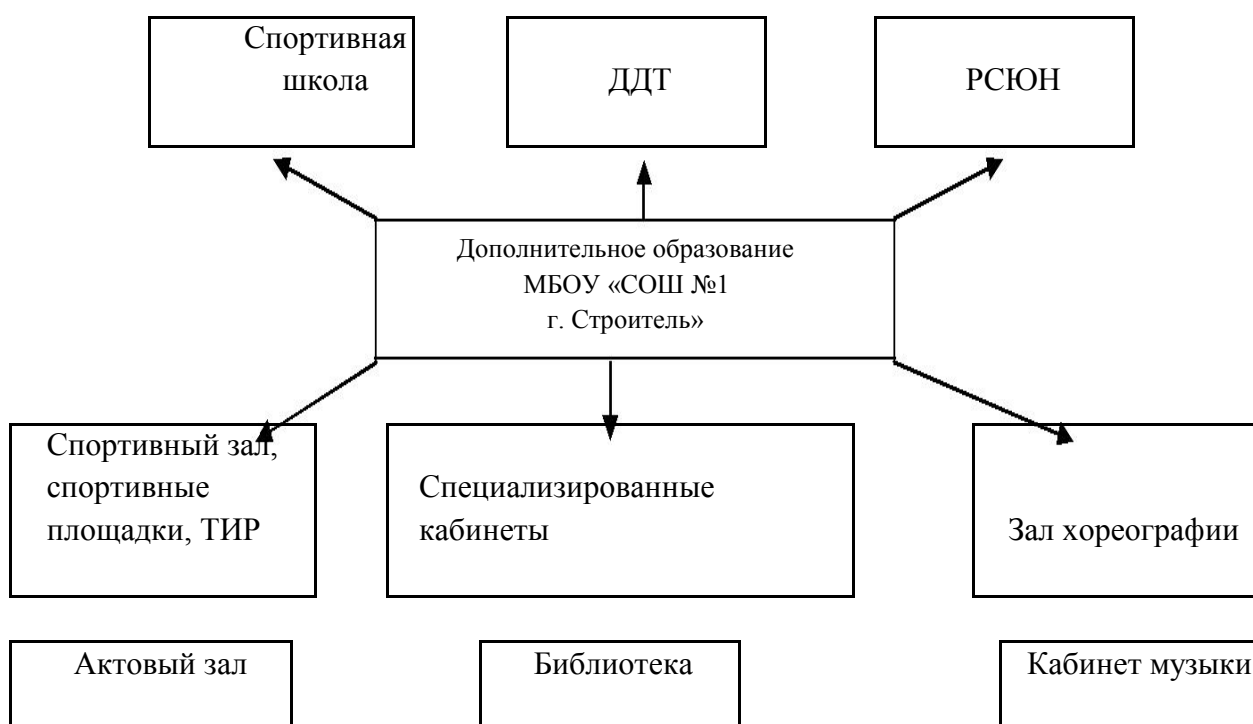 Спортивная
школа
ДДТ
РСЮН
Дополнительное образование
МБОУ «СОШ №1
г. Строитель»
Спортивный зал,
спортивные
площадки, ТИР
Специализированные
кабинеты
Зал хореографии
Актовый зал
Библиотека
Кабинет музыки